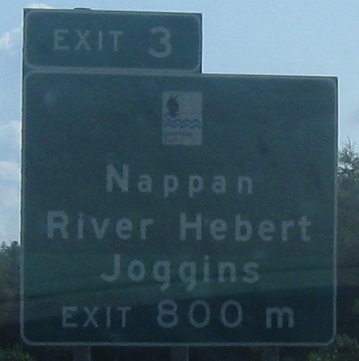 EXIT 3
Nappan
River Hebert
Joggins
EXIT 800 m